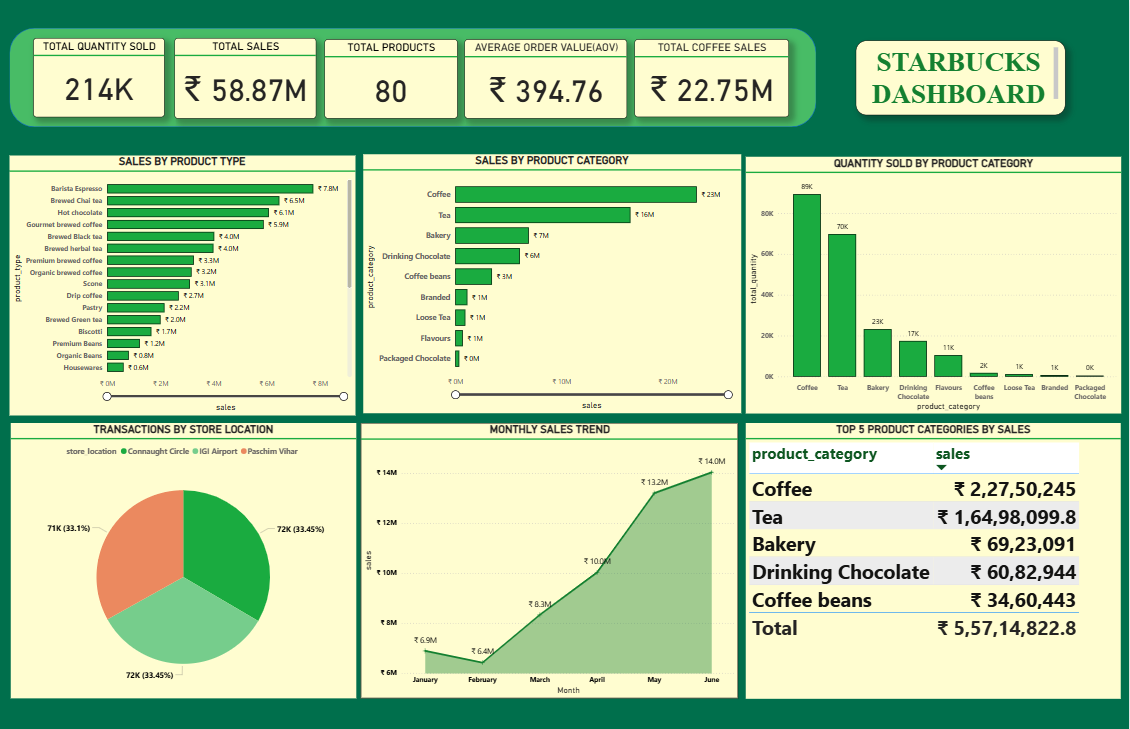 TOTAL QUANTITY SOLD
214K
TOTAL SALES
₹ 58.87M
TOTAL PRODUCTS
80
AVERAGE ORDER VALUE(AOV)
₹ 394.76
TOTAL COFFEE SALES
₹ 22.75M
STARBUCKS
DASHBOARD
SALES BY PRODUCT TYPE
product_type
Barista Espresso ₹ 7.8M
Brewed Chai tea ₹ 6.5M
Hot chocolate ₹ 6.1M
Gourmet brewed coffee ₹ 5.9M
Brewed Black tea ₹ 4.0M
Brewed herbal tea ₹ 4.0M
Premium brewed coffee ₹ 3.3M
Organic brewed coffee ₹ 3.2M
Scone ₹ 3.1M
Drip coffee ₹ 2.7M
Pastry ₹ 2.2M
Brewed Green tea ₹ 2.0M
Biscotti ₹ 1.7M
Premium Beans ₹ 1.2M
Organic Beans ₹ 0.8M
Housewares ₹ 0.6M
₹ 0M ₹ 2M ₹ 4M ₹ 6M ₹ 8M
sales
SALES BY PRODUCT CATEGORY
product_category
Coffee ₹ 23M
Tea ₹ 16M
Bakery ₹ 7M
Drinking Chocolate ₹ 6M
Coffee beans ₹ 3M
Branded ₹ 1M
Loose Tea ₹ 1M
Flavours ₹ 1M
Packaged Chocolate ₹ 0M
₹ 0M ₹ 10M ₹ 20M
sales
QUANTITY SOLD BY PRODUCT CATEGORY
total_quantity
80K
60K
40K
20K
0K
89K 70K 23K 17K 11K 2K 1K 1K 0K
Coffee Tea Bakery Drinking Chocolate Flavours Coffee beans Loose Tea Branded Packaged Chocolate
product_category
TRANSACTIONS BY STORE LOCATION
store_location Connaught Circle IGI Airport Paschim Vihar
71K (33.1%)
72K (33.45%)
72K (33.45%)
MONTHLY SALES TREND
sales
₹ 14M
₹ 12M
₹ 10M
₹ 8M
₹ 6M
₹ 6.9M
₹ 6.4M
₹ 8.3M
₹ 10.0M
₹ 13.2M
₹ 14.0M
January February March April May June
Month
TOP 5 PRODUCT CATEGORIES BY SALES
product_category sales
Coffee ₹ 2,27,50,245
Tea ₹ 1,64,98,099.8
Bakery ₹ 69,23,091
Drinking Chocolate ₹ 60,82,944
Coffee beans ₹ 34,60,443
Total ₹ 5,57,14,822.8